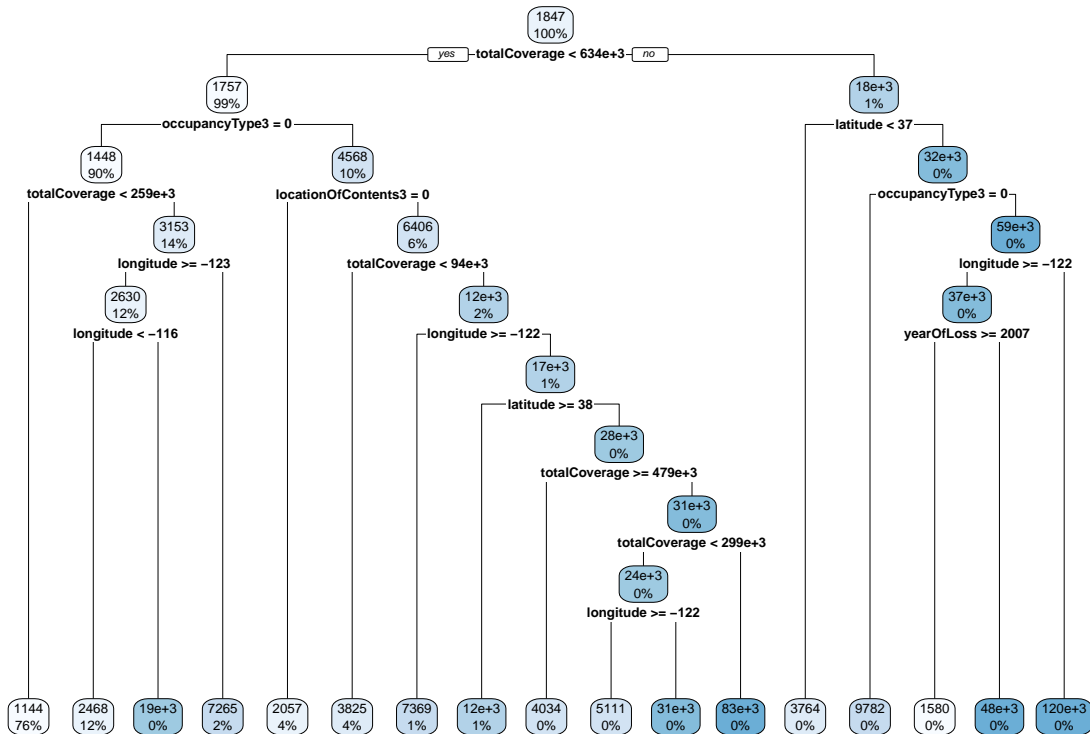 1847
100%
yes totalCoverage < 634e+3 no
1757
99%
18e+3
1%
occupancyType3 = 0
latitude < 37
1448
90%
4568
10%
32e+3
0%
totalCoverage < 259e+3
locationOfContents3 = 0
occupancyType3 = 0
3153
14%
6406
6%
59e+3
0%
longitude >= −123
totalCoverage < 94e+3
longitude >= −122
2630
12%
12e+3
2%
37e+3
0%
longitude < −116
longitude >= −122
yearOfLoss >= 2007
17e+3
1%
latitude >= 38
28e+3
0%
totalCoverage >= 479e+3
31e+3
0%
totalCoverage < 299e+3
24e+3
0%
longitude >= −122
1144
76%
2468
12%
19e+3
0%
7265
2%
2057
4%
3825
4%
7369
1%
12e+3
1%
4034
0%
5111
0%
31e+3
0%
83e+3
0%
3764
0%
9782
0%
1580
0%
48e+3
0%
120e+3
0%